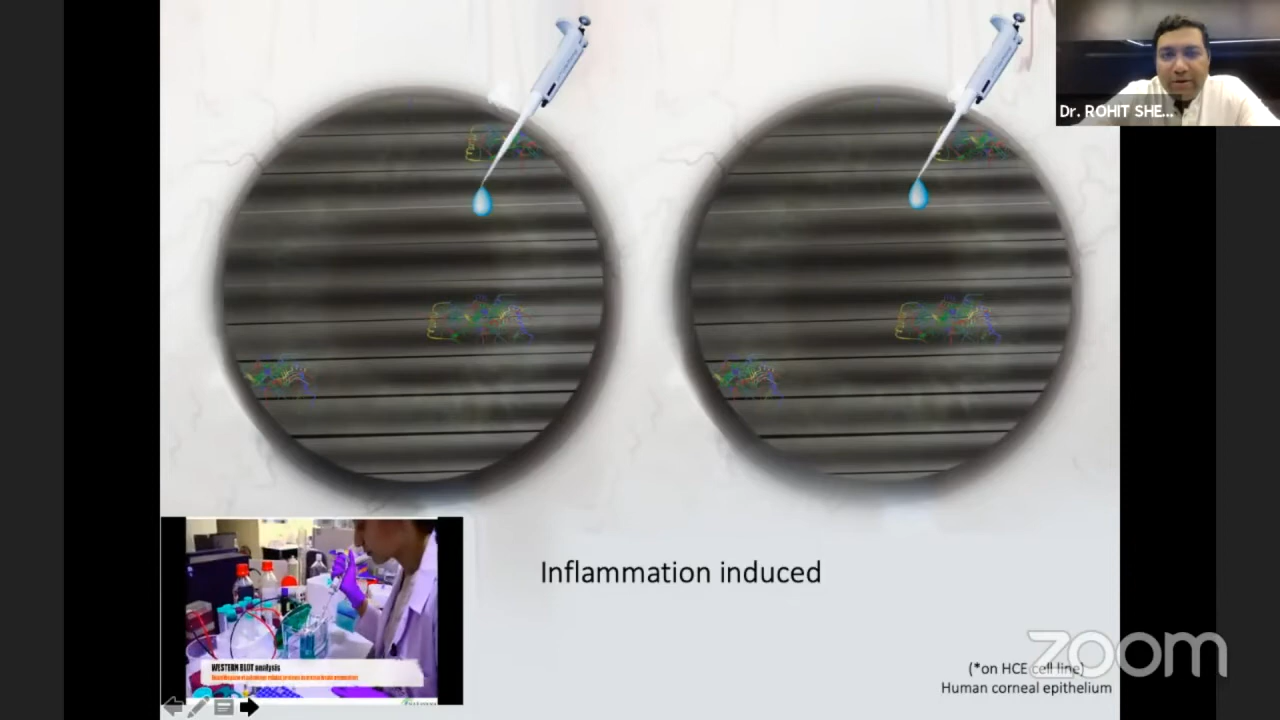 Dr. ROHIT SHE...
Inflammation induced
WESTERN BLOT analysis
zoom
(*on HCE cell line)
Human corneal epithelium